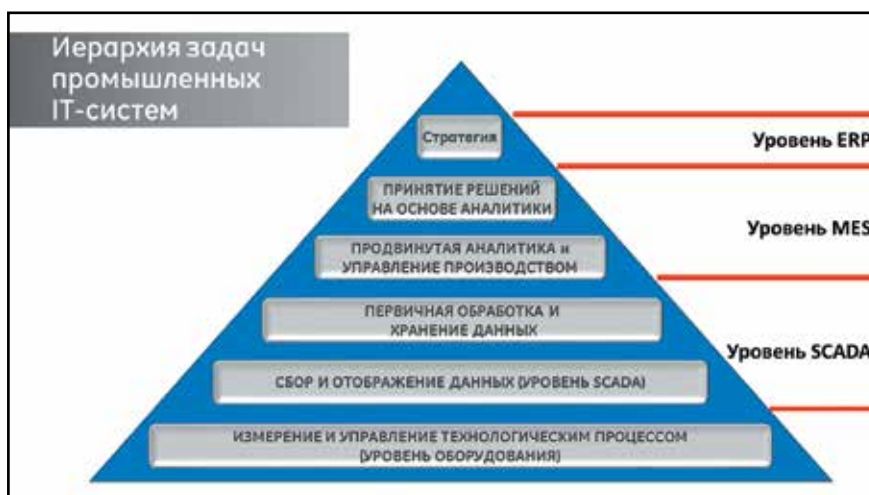 Иерархия задач
промышленных
IT-систем
Стратегия
Уровень ERP
ПРИНЯТИЕ РЕШЕНИЙ
НА ОСНОВЕ АНАЛИТИКИ
Уровень MES
ПРОДВИНУТАЯ АНАЛИТИКА и
УПРАВЛЕНИЕ ПРОИЗВОДСТВОМ
ПЕРВИЧНАЯ ОБРАБОТКА И
ХРАНЕНИЕ ДАННЫХ
Уровень SCADA
СБОР И ОТОБРАЖЕНИЕ ДАННЫХ (УРОВЕНЬ SCADA)
ИЗМЕРЕНИЕ И УПРАВЛЕНИЕ ТЕХНОЛОГИЧЕСКИМ ПРОЦЕССОМ
(УРОВЕНЬ ОБОРУДОВАНИЯ)